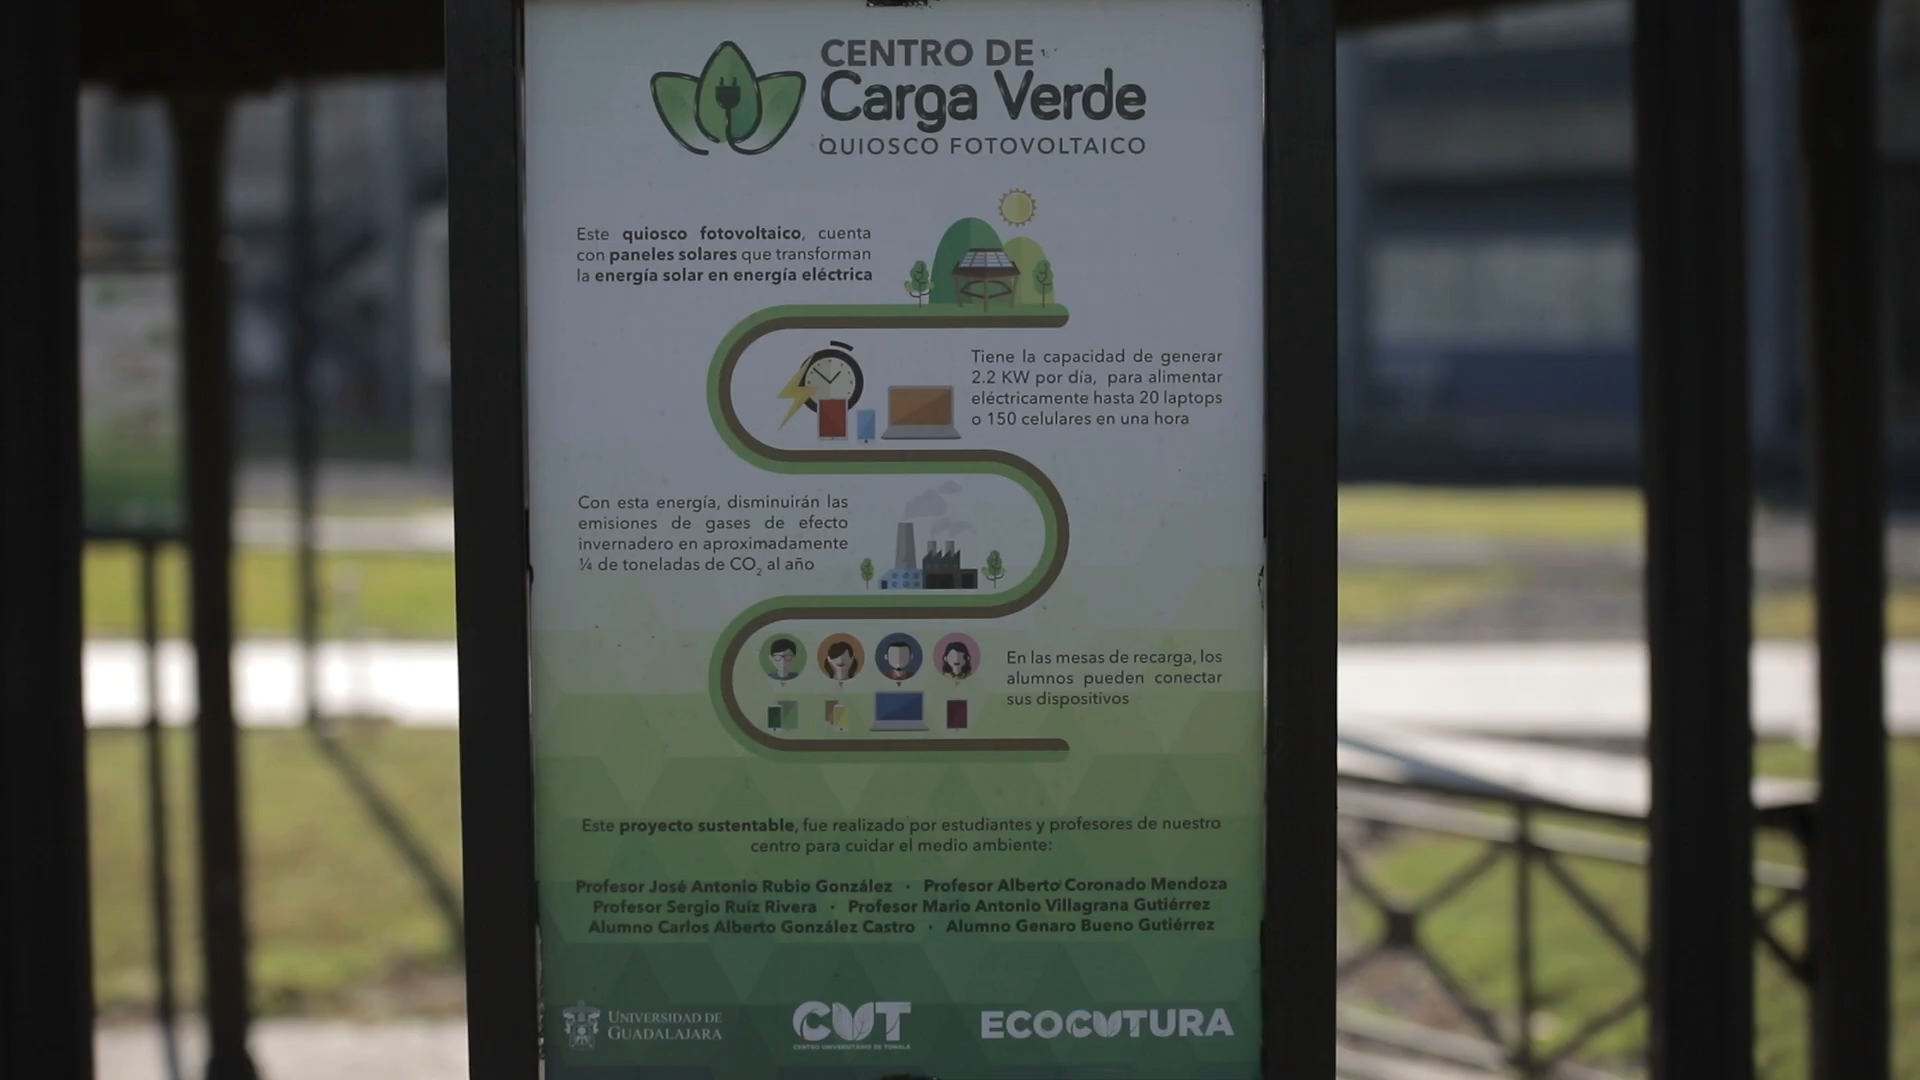 CENTRO DE
Carga Verde
QUIOSCO FOTOVOLTAICO
Este quiosco fotovoltaico, cuenta
con paneles solares que transforman
la energía solar en energía eléctrica
Tiene la capacidad de generar
2.2 KW por día, para alimentar
eléctricamente hasta 20 laptops
o 150 celulares en una hora
Con esta energía, disminuirán las
emisiones de gases de efecto
invernadero en aproximadamente
¼ de toneladas de CO₂ al año
En las mesas de recarga, los
alumnos pueden conectar
sus dispositivos
Este proyecto sustentable, fue realizado por estudiantes y profesores de nuestro
centro para cuidar el medio ambiente:
Profesor José Antonio Rubio González · Profesor Alberto Coronado Mendoza
Profesor Sergio Ruíz Rivera · Profesor Mario Antonio Villagrana Gutiérrez
Alumno Carlos Alberto González Castro · Alumno Genaro Bueno Gutiérrez
UNIVERSIDAD DE
GUADALAJARA
CUT
CENTRO UNIVERSITARIO DE TONALÁ
ECOCUTURA